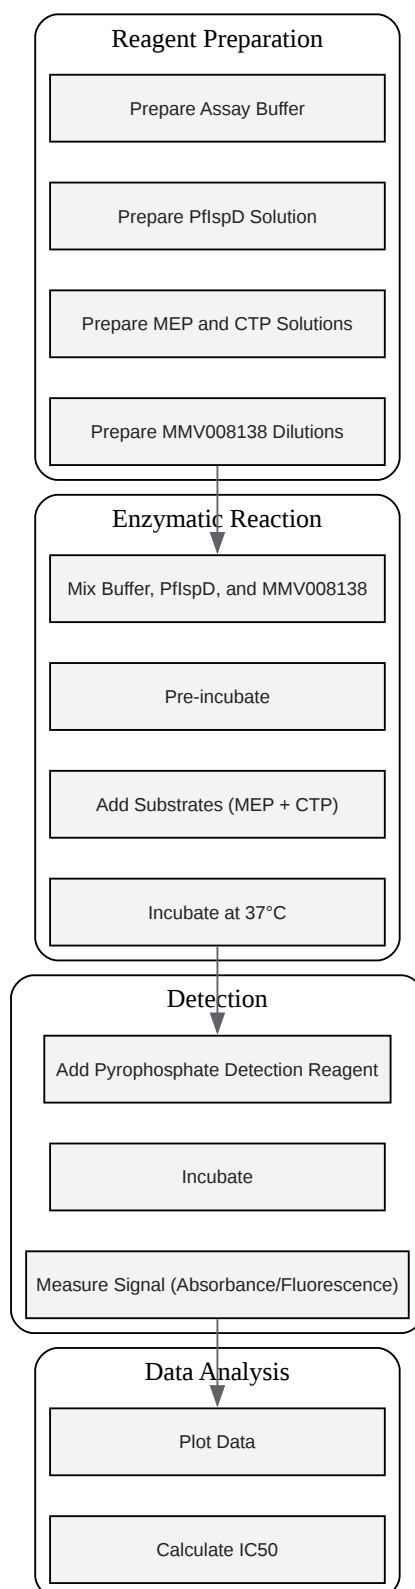 Reagent Preparation
Prepare Assay Buffer
Prepare PfIspD Solution
Prepare MEP and CTP Solutions
Prepare MMV008138 Dilutions
Enzymatic Reaction
Mix Buffer, PfIspD, and MMV008138
Pre-incubate
Add Substrates (MEP + CTP)
Incubate at 37°C
Detection
Add Pyrophosphate Detection Reagent
Incubate
Measure Signal (Absorbance/Fluorescence)
Data Analysis
Plot Data
Calculate IC50